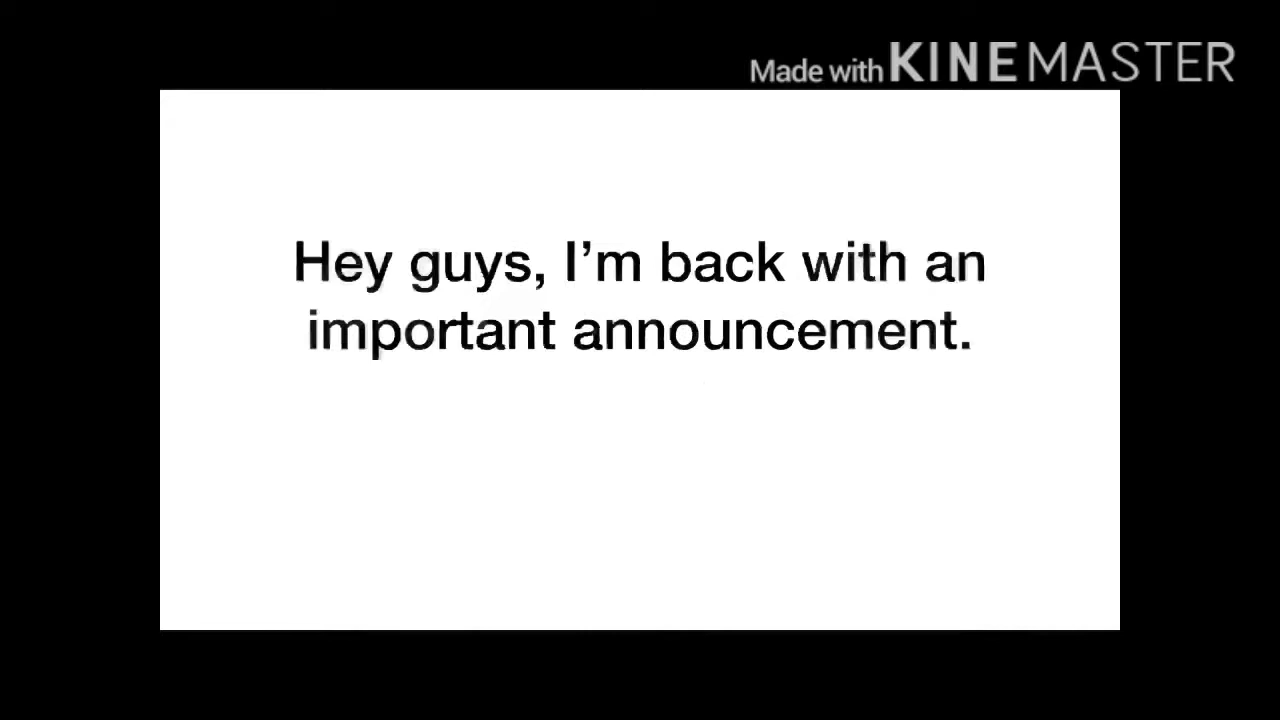 Made with KINEMASTER
Hey guys, I’m back with an
important announcement.